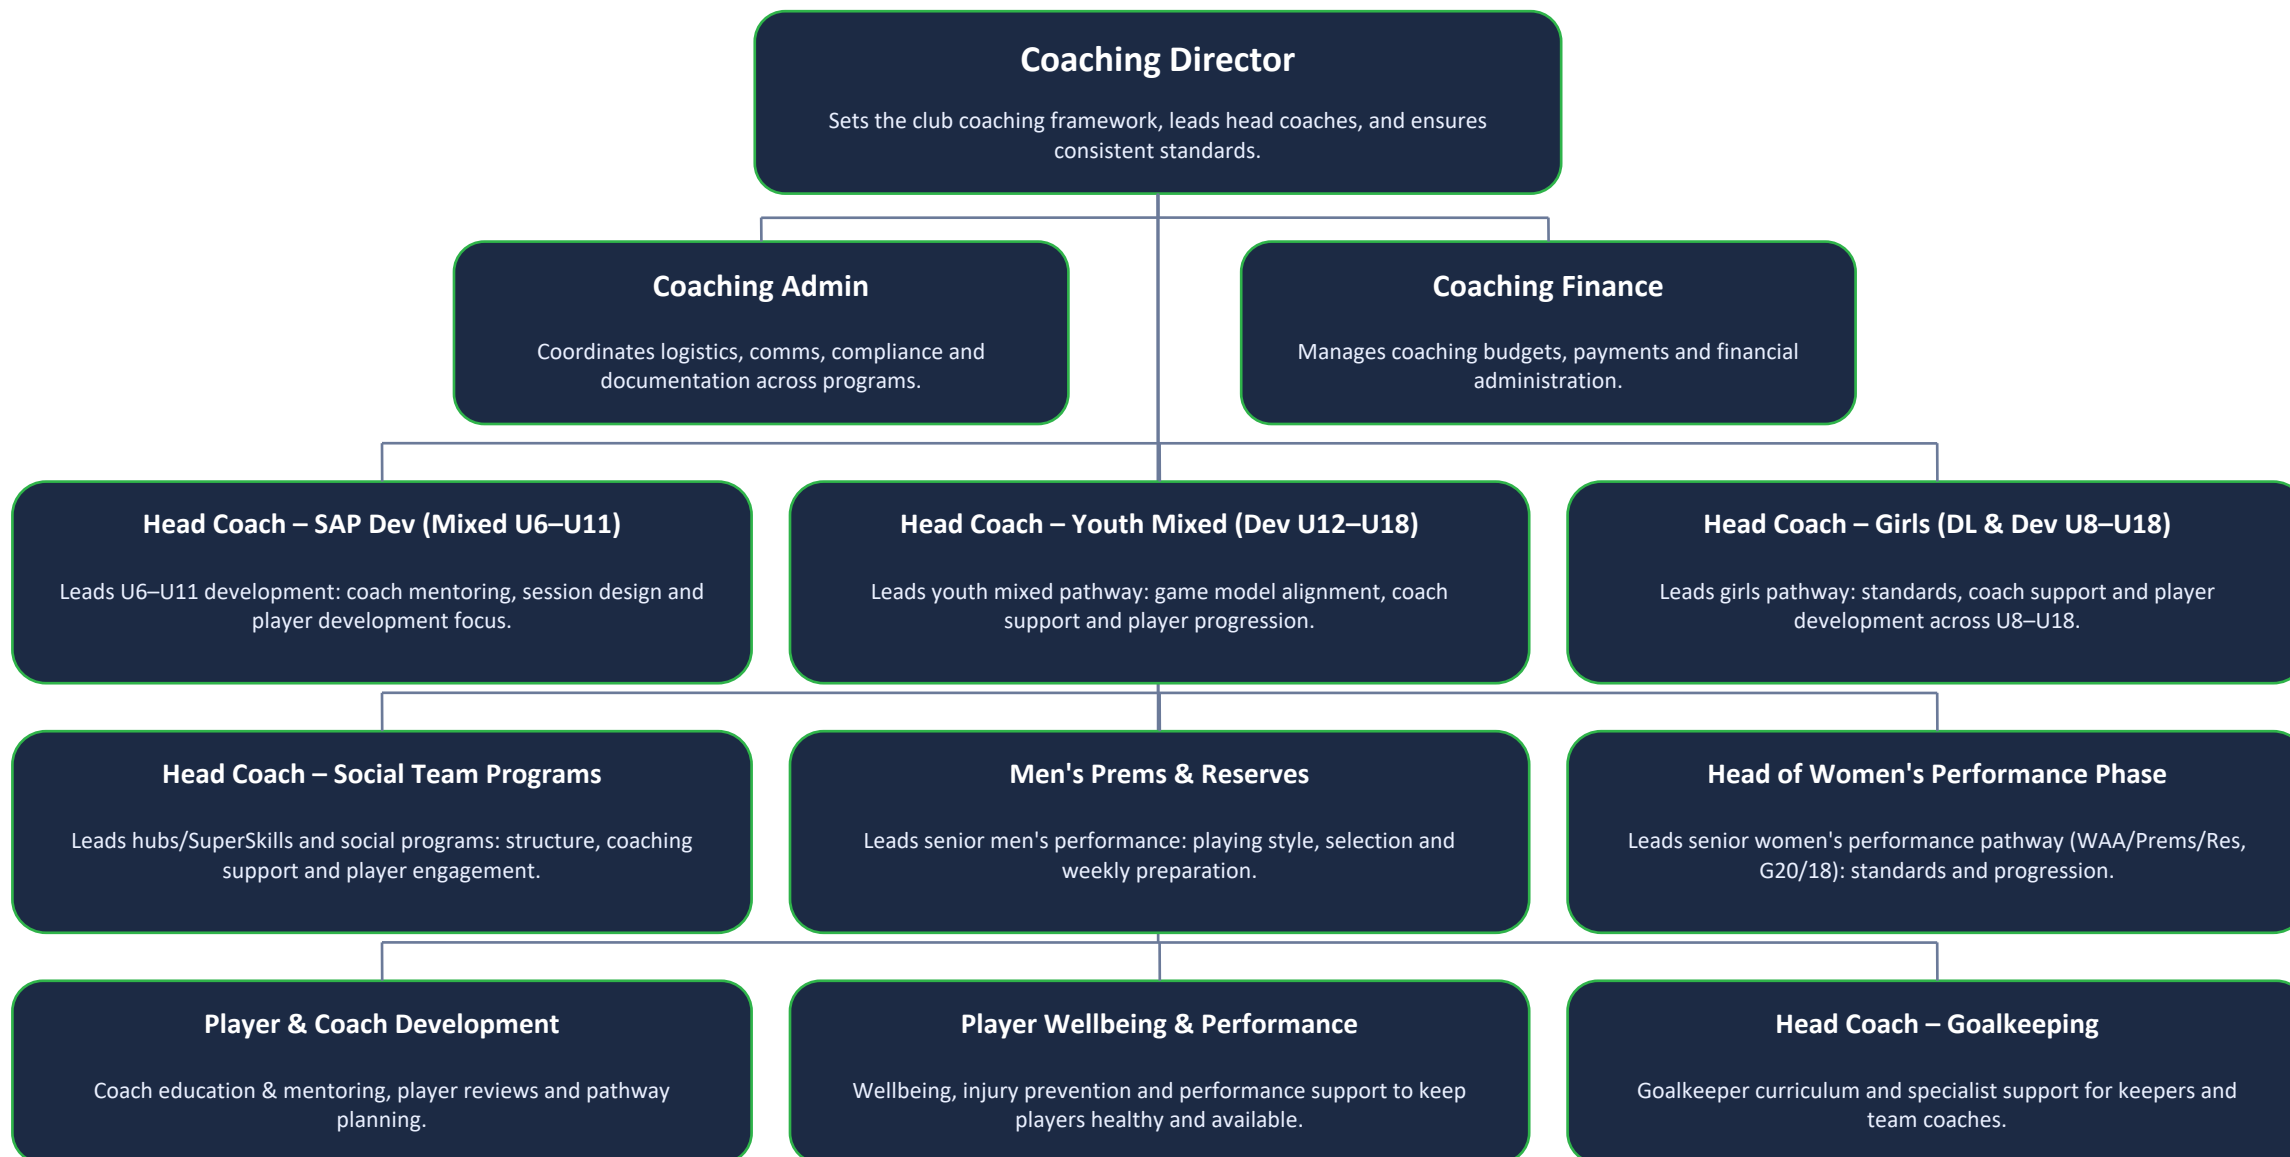 Coaching Director
Sets the club coaching framework, leads head coaches, and ensures
consistent standards.
Coaching Admin
Coordinates logistics, comms, compliance and
documentation across programs.
Coaching Finance
Manages coaching budgets, payments and financial
administration.
Head Coach – SAP Dev (Mixed U6–U11)
Leads U6–U11 development: coach mentoring, session design and
player development focus.
Head Coach – Youth Mixed (Dev U12–U18)
Leads youth mixed pathway: game model alignment, coach
support and player progression.
Head Coach – Girls (DL & Dev U8–U18)
Leads girls pathway: standards, coach support and player
development across U8–U18.
Head Coach – Social Team Programs
Leads hubs/SuperSkills and social programs: structure, coaching
support and player engagement.
Men's Prems & Reserves
Leads senior men's performance: playing style, selection and
weekly preparation.
Head of Women's Performance Phase
Leads senior women's performance pathway (WAA/Prems/Res,
G20/18): standards and progression.
Player & Coach Development
Coach education & mentoring, player reviews and pathway
planning.
Player Wellbeing & Performance
Wellbeing, injury prevention and performance support to keep
players healthy and available.
Head Coach – Goalkeeping
Goalkeeper curriculum and specialist support for keepers and
team coaches.